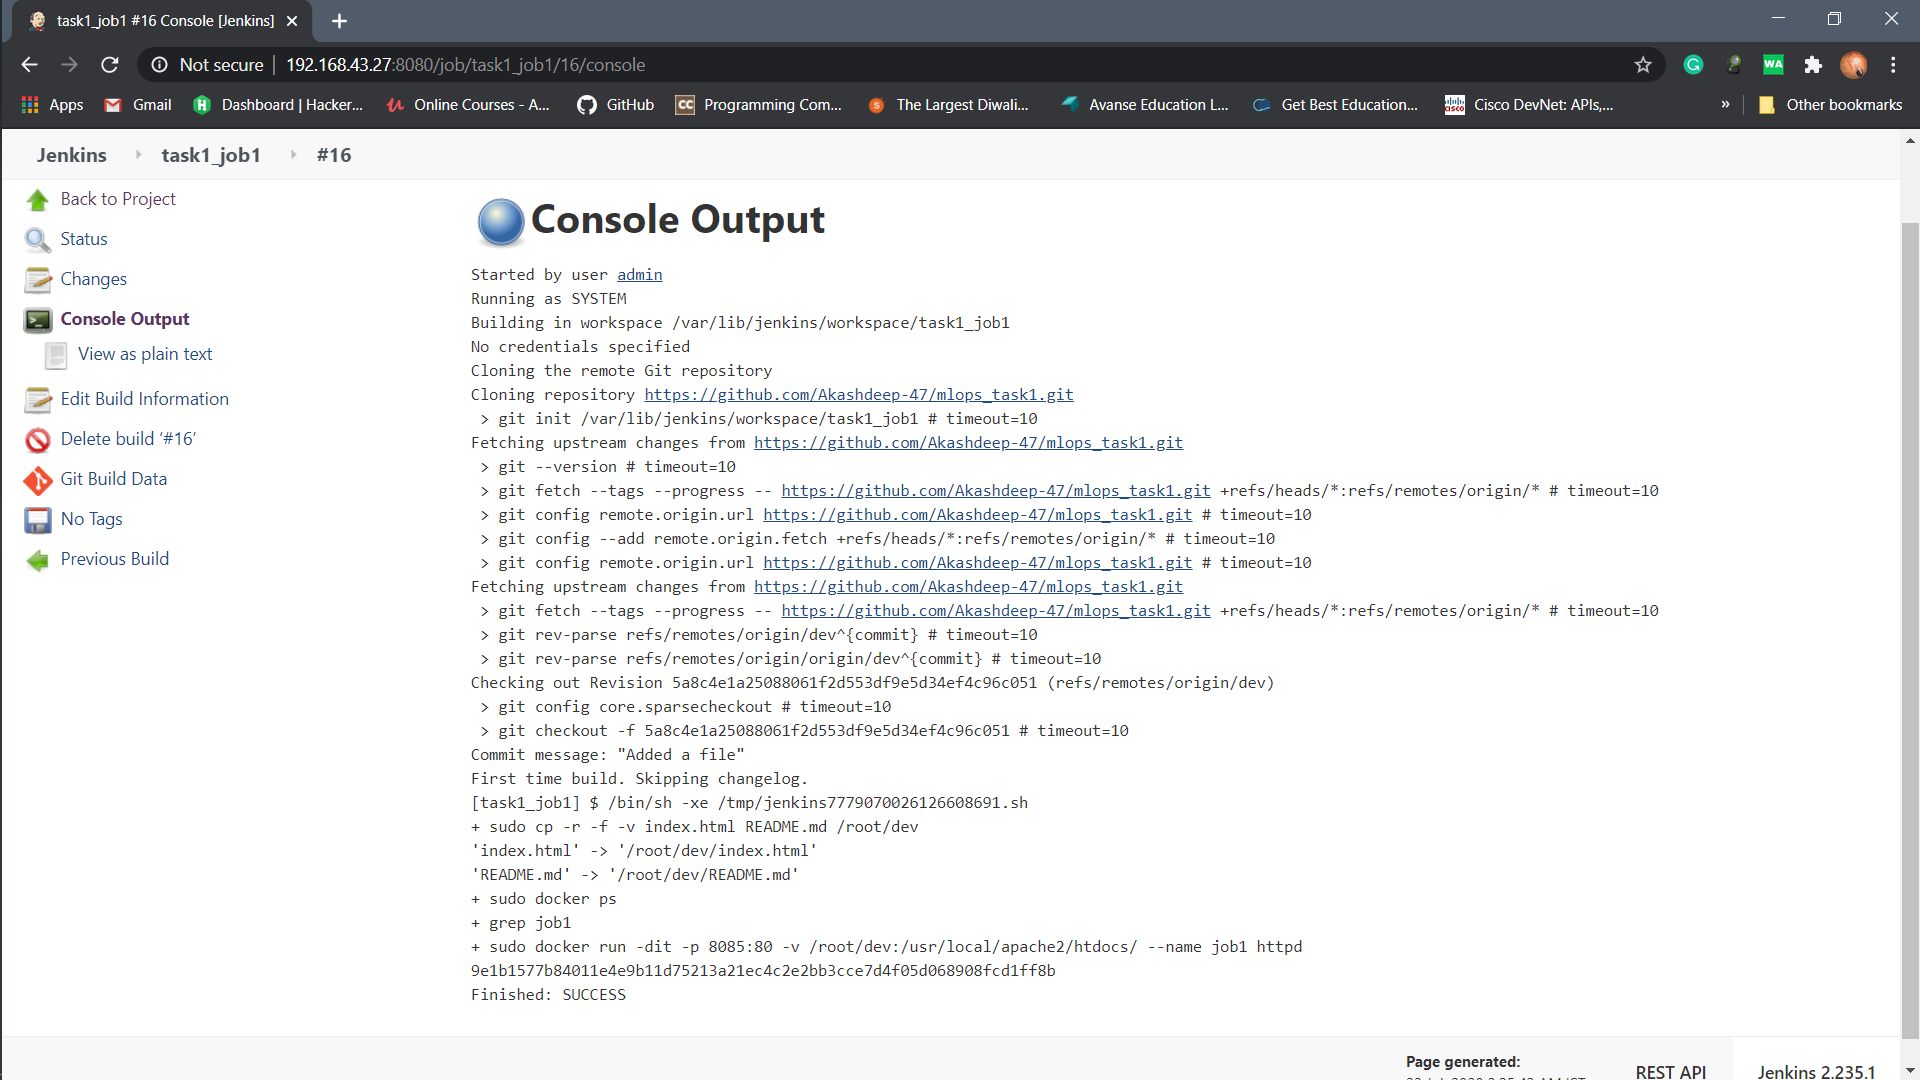 task1_job1 #16 Console [Jenkins]
Not secure | 192.168.43.27:8080/job/task1_job1/16/console
WA
Apps Gmail Dashboard | Hacker... Online Courses - A... GitHub CC Programming Com... The Largest Diwali... Avanse Education L... Get Best Education... Cisco DevNet: APIs,... » Other bookmarks
Jenkins task1_job1 #16
Back to Project
Status
Changes
Console Output
View as plain text
Edit Build Information
Delete build ‘#16’
Git Build Data
No Tags
Previous Build
Console Output
Started by user admin
Running as SYSTEM
Building in workspace /var/lib/jenkins/workspace/task1_job1
No credentials specified
Cloning the remote Git repository
Cloning repository https://github.com/Akashdeep-47/mlops_task1.git
 > git init /var/lib/jenkins/workspace/task1_job1 # timeout=10
Fetching upstream changes from https://github.com/Akashdeep-47/mlops_task1.git
 > git --version # timeout=10
 > git fetch --tags --progress -- https://github.com/Akashdeep-47/mlops_task1.git +refs/heads/*:refs/remotes/origin/* # timeout=10
 > git config remote.origin.url https://github.com/Akashdeep-47/mlops_task1.git # timeout=10
 > git config --add remote.origin.fetch +refs/heads/*:refs/remotes/origin/* # timeout=10
 > git config remote.origin.url https://github.com/Akashdeep-47/mlops_task1.git # timeout=10
Fetching upstream changes from https://github.com/Akashdeep-47/mlops_task1.git
 > git fetch --tags --progress -- https://github.com/Akashdeep-47/mlops_task1.git +refs/heads/*:refs/remotes/origin/* # timeout=10
 > git rev-parse refs/remotes/origin/dev^{commit} # timeout=10
 > git rev-parse refs/remotes/origin/origin/dev^{commit} # timeout=10
Checking out Revision 5a8c4e1a25088061f2d553df9e5d34ef4c96c051 (refs/remotes/origin/dev)
 > git config core.sparsecheckout # timeout=10
 > git checkout -f 5a8c4e1a25088061f2d553df9e5d34ef4c96c051 # timeout=10
Commit message: "Added a file"
First time build. Skipping changelog.
[task1_job1] $ /bin/sh -xe /tmp/jenkins7779070026126608691.sh
+ sudo cp -r -f -v index.html README.md /root/dev
'index.html' -> '/root/dev/index.html'
'README.md' -> '/root/dev/README.md'
+ sudo docker ps
+ grep job1
+ sudo docker run -dit -p 8085:80 -v /root/dev:/usr/local/apache2/htdocs/ --name job1 httpd
9e1b1577b84011e4e9b11d75213a21ec4c2e2bb3cce7d4f05d068908fcd1ff8b
Finished: SUCCESS
Page generated:
REST API Jenkins 2.235.1